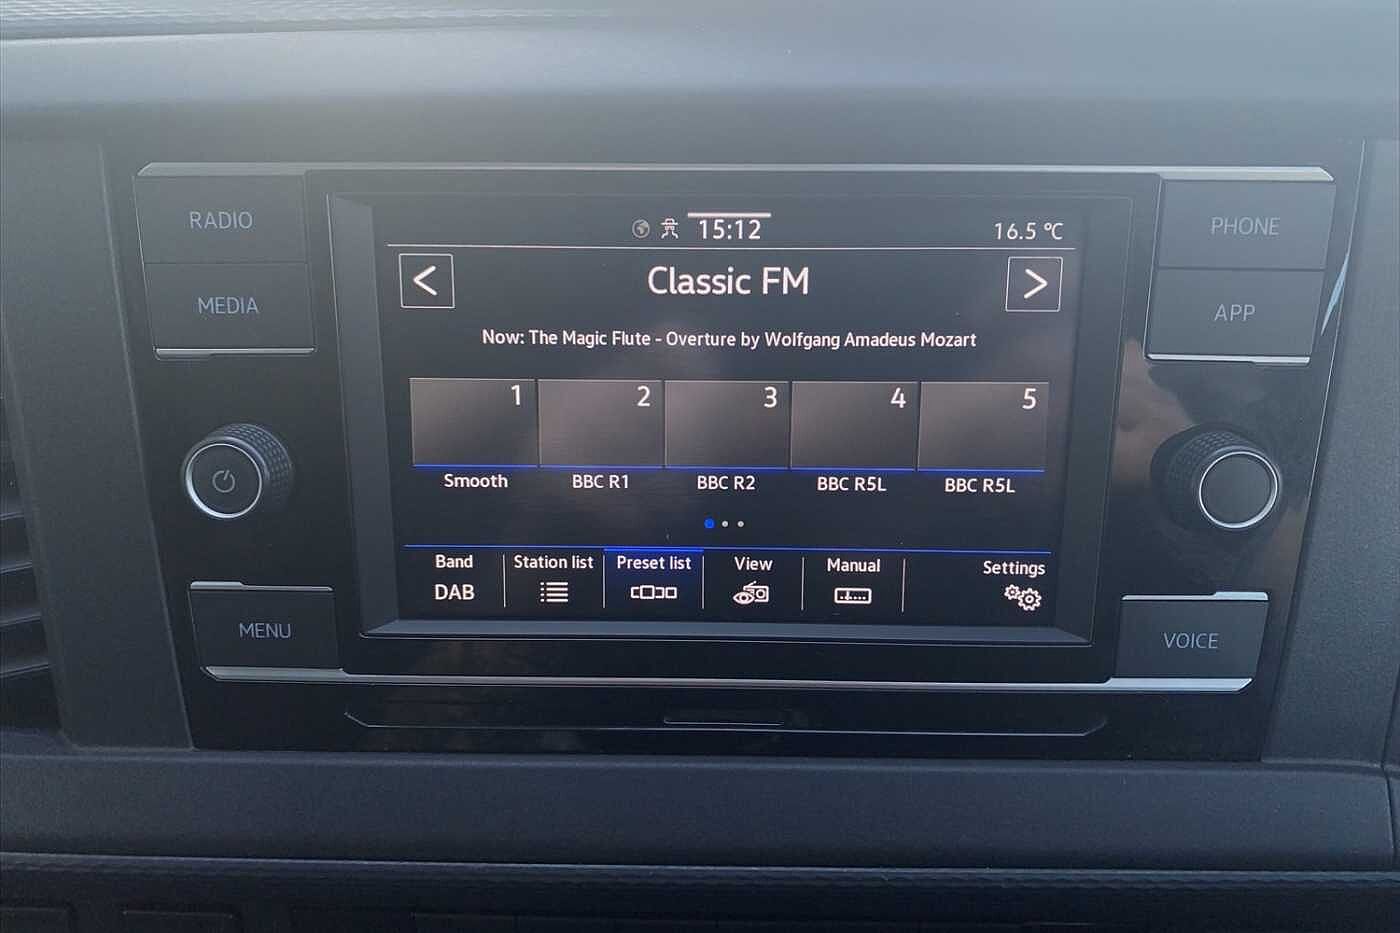 RADIO
MEDIA
MENU
15:12
16.5 °C
<
Classic FM
>
Now: The Magic Flute - Overture by Wolfgang Amadeus Mozart
1 2 3 4 5
Smooth BBC R1 BBC R2 BBC R5L BBC R5L
Band Station list Preset list View Manual Settings
DAB
PHONE
APP
VOICE